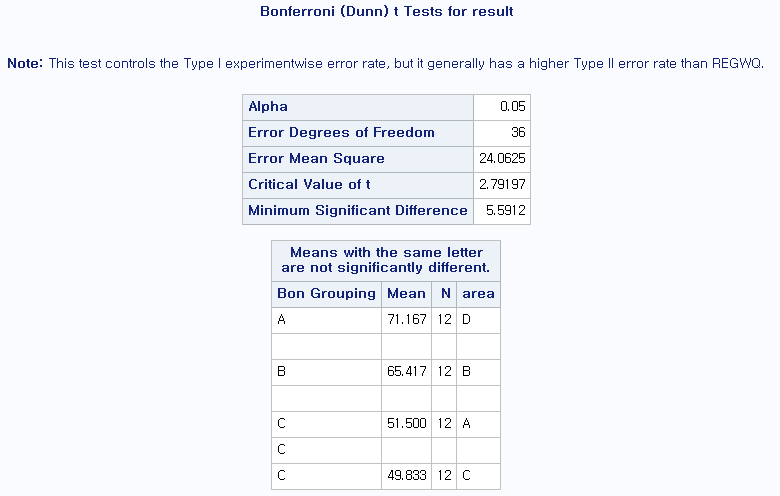 Bonferroni (Dunn) t Tests for result
Note: This test controls the Type I experimentwise error rate, but it generally has a higher Type II error rate than REGWQ.
Alpha 0.05
Error Degrees of Freedom 36
Error Mean Square 24.0625
Critical Value of t 2.79197
Minimum Significant Difference 5.5912
Means with the same letter
are not significantly different.
Bon Grouping Mean N area
A 71.167 12 D
B 65.417 12 B
C 51.500 12 A
C
C 49.833 12 C